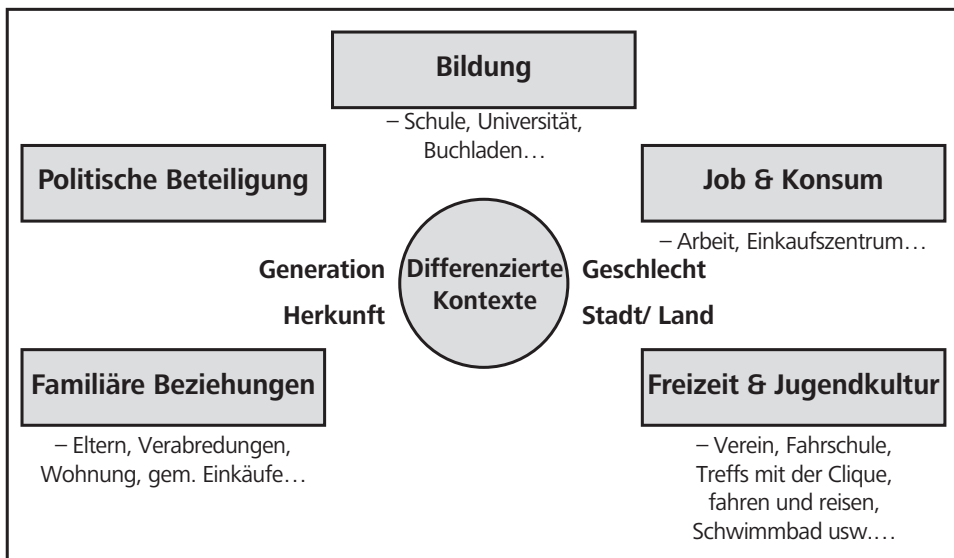 Bildung
– Schule, Universität,
Buchladen…
Politische Beteiligung
Job & Konsum
– Arbeit, Einkaufszentrum…
Generation
Herkunft
Differenzierte
Kontexte
Geschlecht
Stadt/ Land
Familiäre Beziehungen
– Eltern, Verabredungen,
Wohnung, gem. Einkäufe…
Freizeit & Jugendkultur
– Verein, Fahrschule,
Treffs mit der Clique,
fahren und reisen,
Schwimmbad usw.…